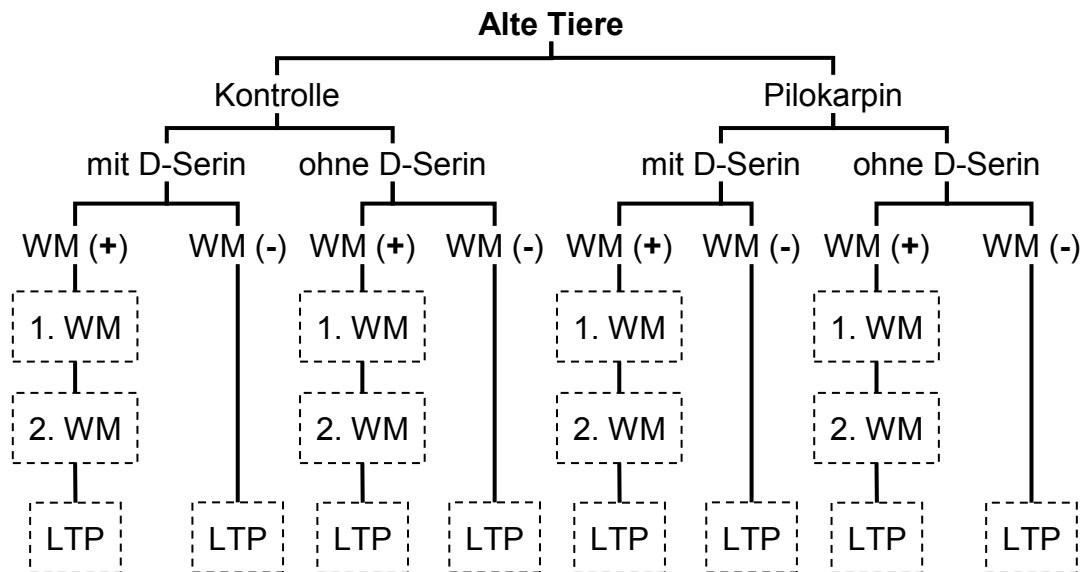 Alte Tiere
Kontrolle Pilokarpin
mit D-Serin ohne D-Serin mit D-Serin ohne D-Serin
WM (+) WM (-) WM (+) WM (-) WM (+) WM (-) WM (+) WM (-)
1. WM 1. WM 1. WM 1. WM
2. WM 2. WM 2. WM 2. WM
LTP LTP LTP LTP LTP LTP LTP LTP